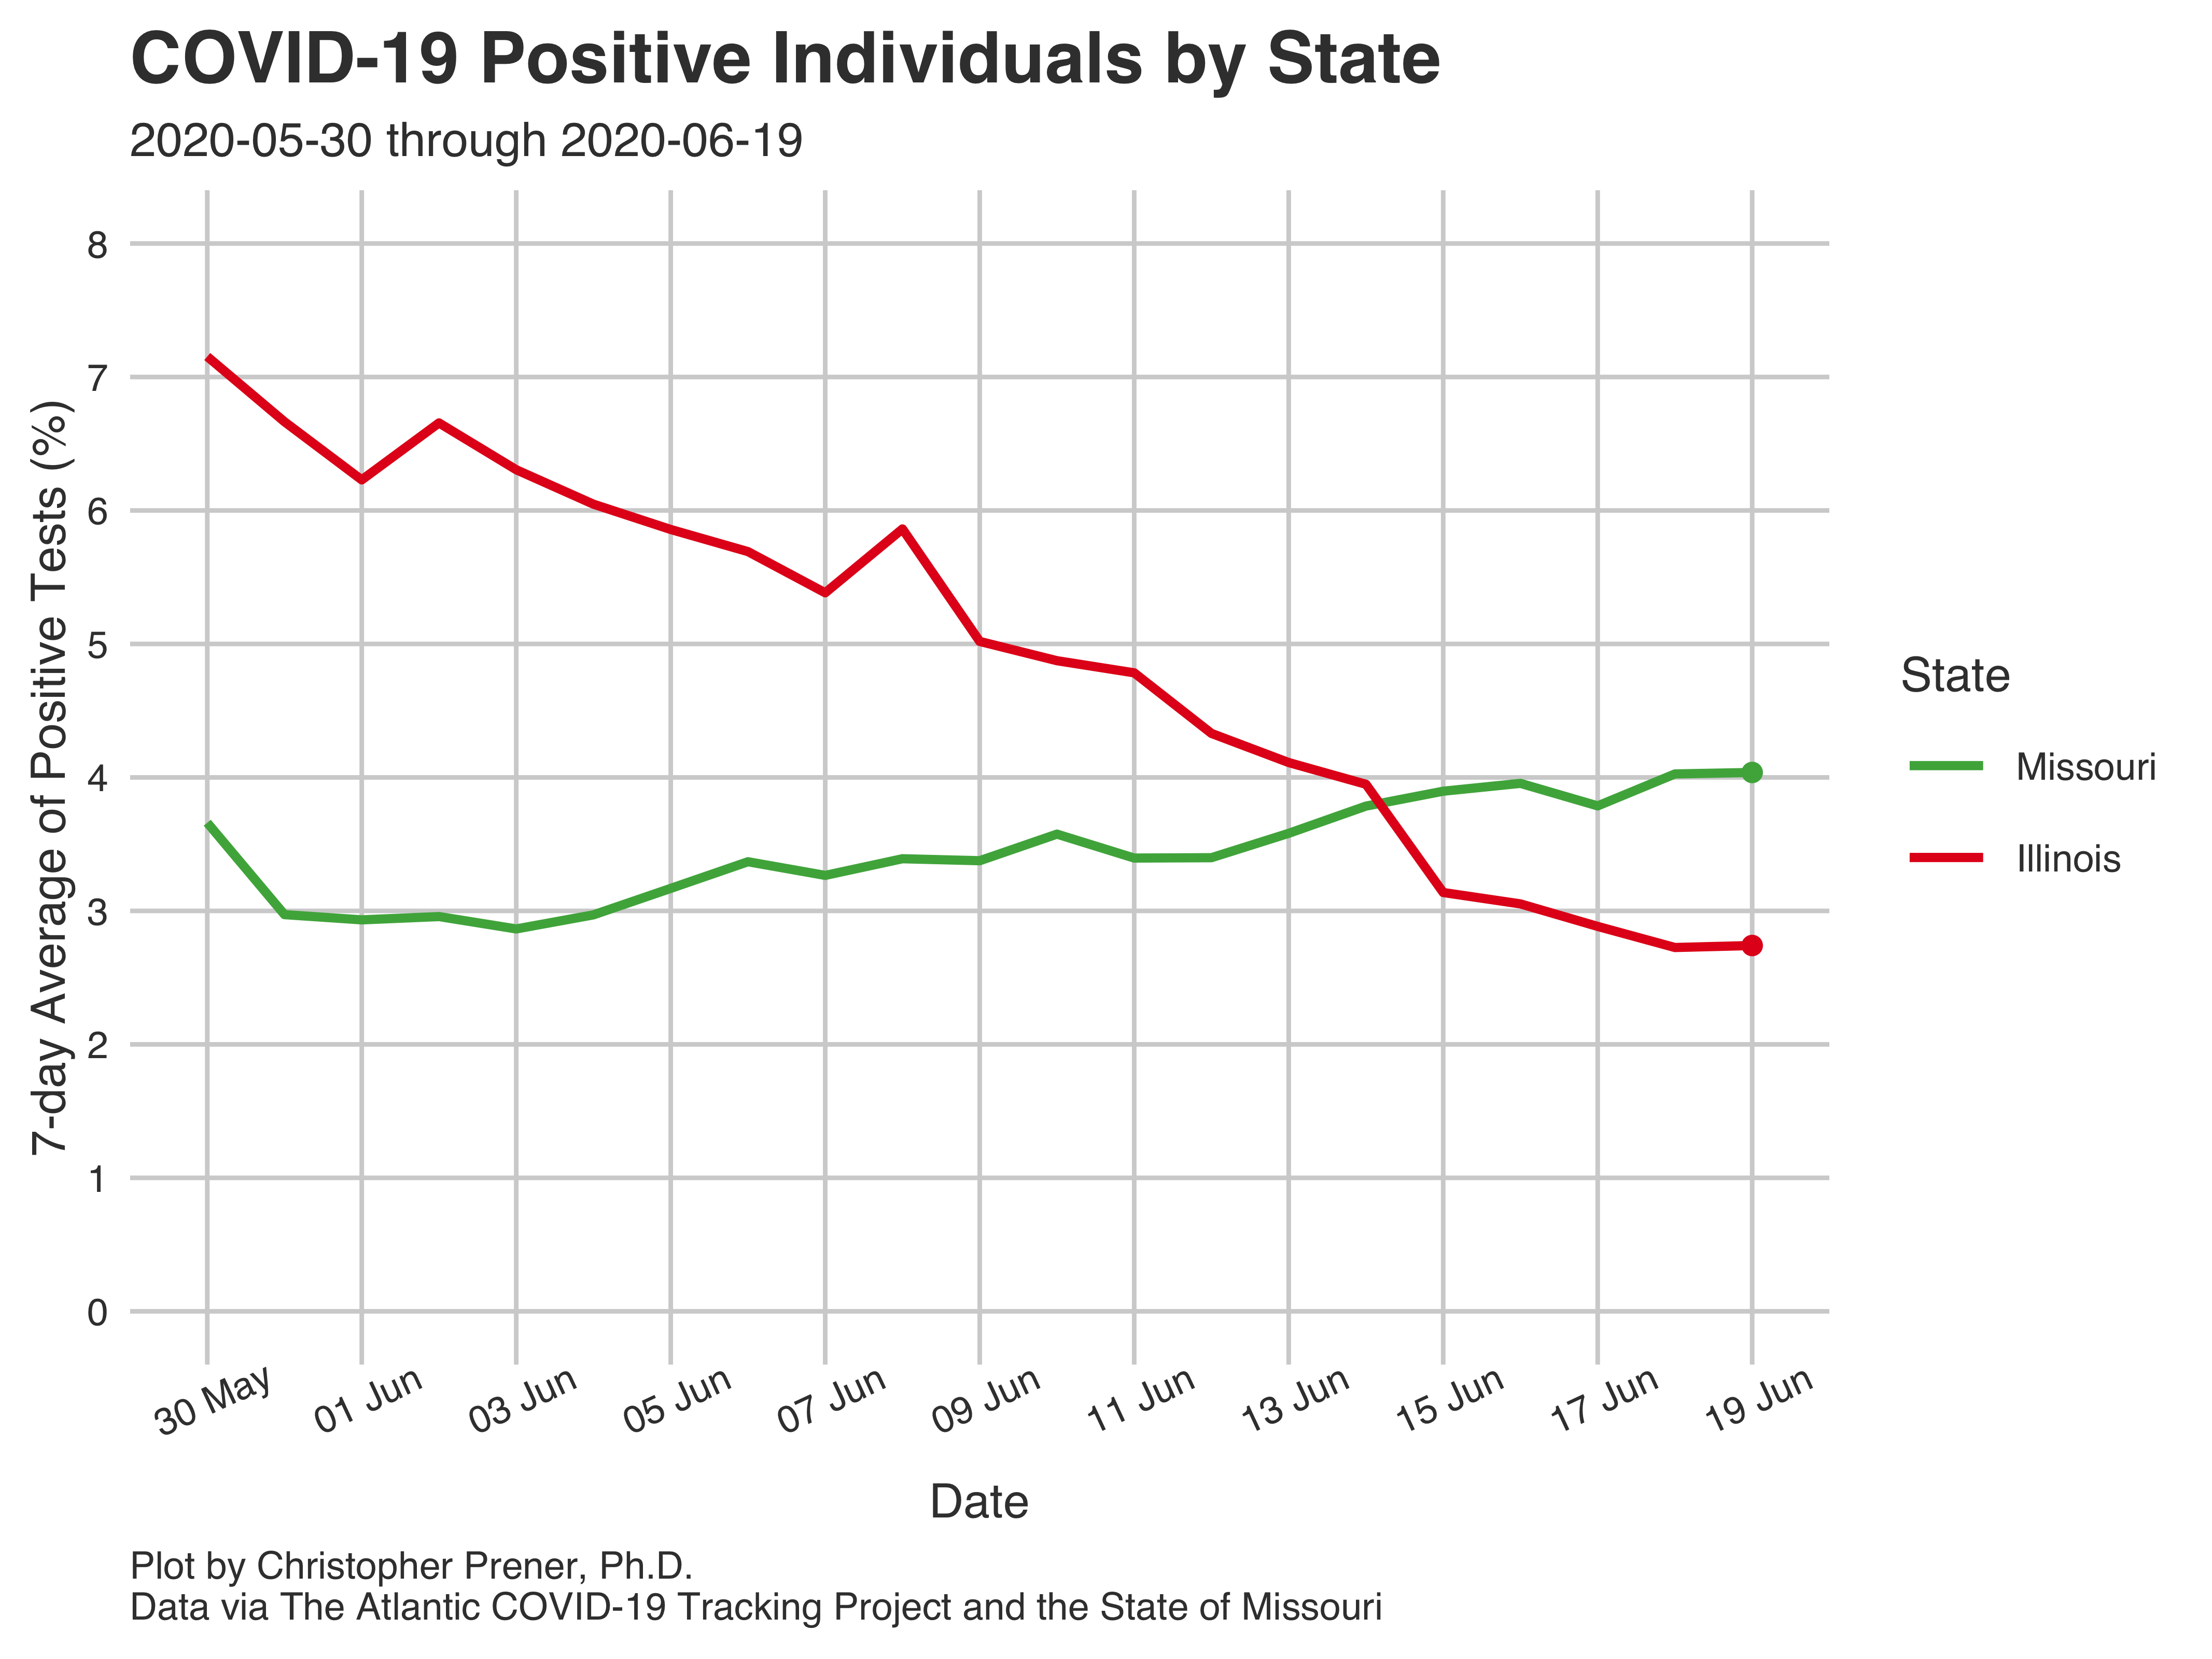 COVID-19 Positive Individuals by State
2020-05-30 through 2020-06-19
7-day Average of Positive Tests (%)
8
7
6
5
4
3
2
1
0
30 May
01 Jun
03 Jun
05 Jun
07 Jun
09 Jun
11 Jun
13 Jun
15 Jun
17 Jun
19 Jun
Date
State
Missouri
Illinois
Plot by Christopher Prener, Ph.D.
Data via The Atlantic COVID-19 Tracking Project and the State of Missouri